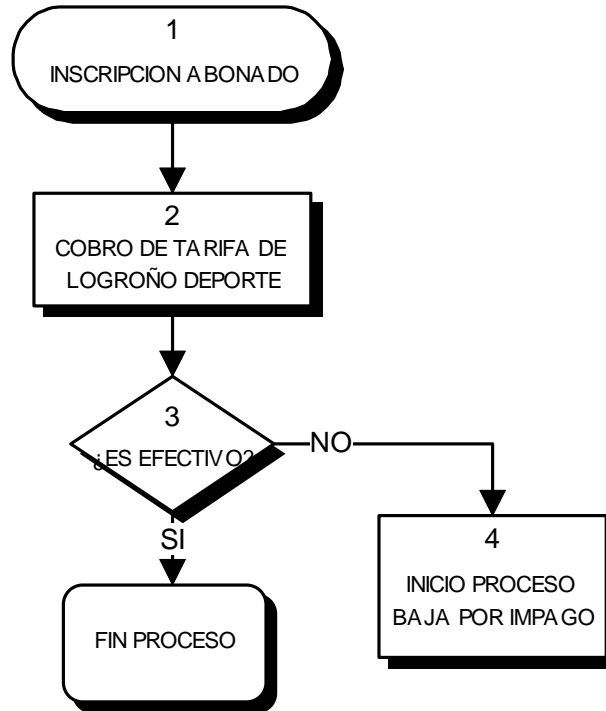 1
INSCRIPCION ABONADO
2
COBRO DE TARIFA DE
LOGROÑO DEPORTE
3
¿ES EFECTIVO?
NO
SI
4
INICIO PROCESO
BAJA POR IMPAGO
FIN PROCESO